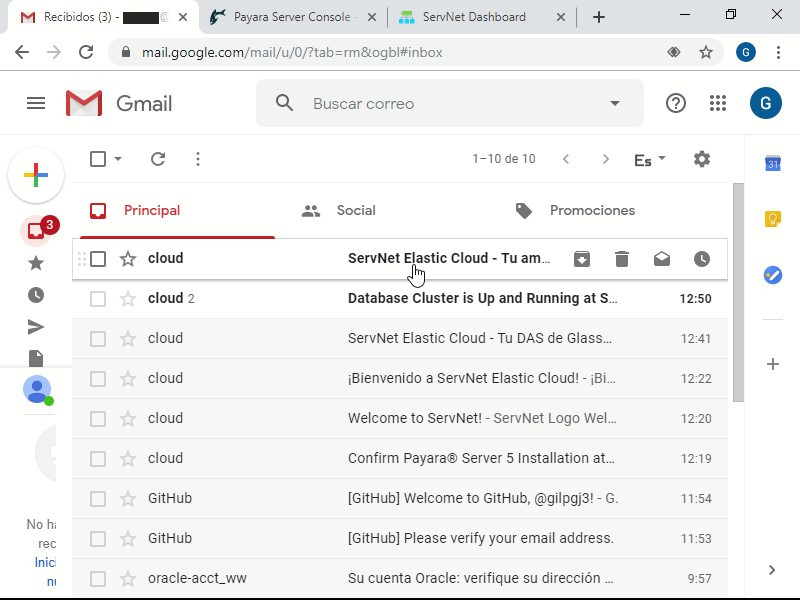 Recibidos (3) -
Payara Server Console -
ServNet Dashboard
mail.google.com/mail/u/0/?tab=rm&ogbl#inbox
G
Gmail
Buscar correo
G
1–10 de 10
Es
31
3
Principal
Social
Promociones
cloud ServNet Elastic Cloud - Tu am…
cloud 2 Database Cluster is Up and Running at S… 12:50
cloud ServNet Elastic Cloud - Tu DAS de Glass… 12:41
cloud ¡Bienvenido a ServNet Elastic Cloud! - ¡Bi… 12:22
cloud Welcome to ServNet! - ServNet Logo Wel… 12:20
cloud Confirm Payara® Server 5 Installation at… 12:19
GitHub [GitHub] Welcome to GitHub, @gilpgj3! - G. 11:54
GitHub [GitHub] Please verify your email address. 11:53
oracle-acct_ww Su cuenta Oracle: verifique su dirección … 9:57
No ha
rec
Inici
nu